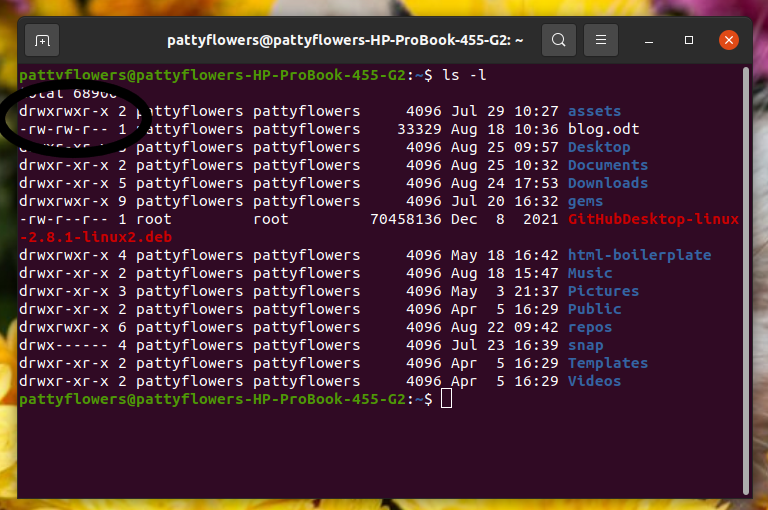 pattyflowers@pattyflowers-HP-ProBook-455-G2: ~
pattyflowers@pattyflowers-HP-ProBook-455-G2:~$ ls -l
drwxrwxr-x 2 pattyflowers pattyflowers 4096 Jul 29 10:27 assets
-rw-rw-r-- 1 pattyflowers pattyflowers 33329 Aug 18 10:36 blog.odt
pattyflowers pattyflowers 4096 Aug 25 09:57 Desktop
drwxr-xr-x 2 pattyflowers pattyflowers 4096 Aug 25 10:32 Documents
drwxr-xr-x 5 pattyflowers pattyflowers 4096 Aug 24 17:53 Downloads
drwxrwxr-x 9 pattyflowers pattyflowers 4096 Jul 20 16:32 gems
-rw-r--r-- 1 root root 70458136 Dec 8 2021 GitHubDesktop-linux
-2.8.1-linux2.deb
drwxrwxr-x 4 pattyflowers pattyflowers 4096 May 18 16:42 html-boilerplate
drwxr-xr-x 2 pattyflowers pattyflowers 4096 Aug 18 15:47 Music
drwxr-xr-x 3 pattyflowers pattyflowers 4096 May 3 21:37 Pictures
drwxr-xr-x 2 pattyflowers pattyflowers 4096 Apr 5 16:29 Public
drwxrwxr-x 6 pattyflowers pattyflowers 4096 Aug 22 09:42 repos
drwx------ 4 pattyflowers pattyflowers 4096 Jul 23 16:39 snap
drwxr-xr-x 2 pattyflowers pattyflowers 4096 Apr 5 16:29 Templates
drwxr-xr-x 2 pattyflowers pattyflowers 4096 Apr 5 16:29 Videos
pattyflowers@pattyflowers-HP-ProBook-455-G2:~$